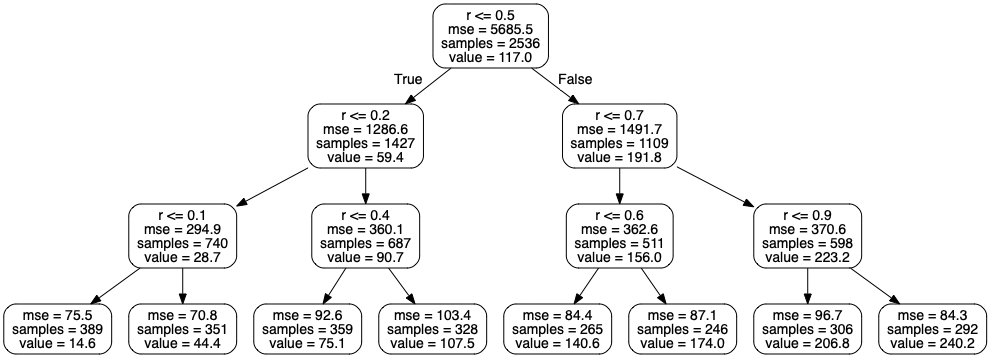 r <= 0.5
mse = 5685.5
samples = 2536
value = 117.0
True
False
r <= 0.2
mse = 1286.6
samples = 1427
value = 59.4
r <= 0.7
mse = 1491.7
samples = 1109
value = 191.8
r <= 0.1
mse = 294.9
samples = 740
value = 28.7
r <= 0.4
mse = 360.1
samples = 687
value = 90.7
r <= 0.6
mse = 362.6
samples = 511
value = 156.0
r <= 0.9
mse = 370.6
samples = 598
value = 223.2
mse = 75.5
samples = 389
value = 14.6
mse = 70.8
samples = 351
value = 44.4
mse = 92.6
samples = 359
value = 75.1
mse = 103.4
samples = 328
value = 107.5
mse = 84.4
samples = 265
value = 140.6
mse = 87.1
samples = 246
value = 174.0
mse = 96.7
samples = 306
value = 206.8
mse = 84.3
samples = 292
value = 240.2